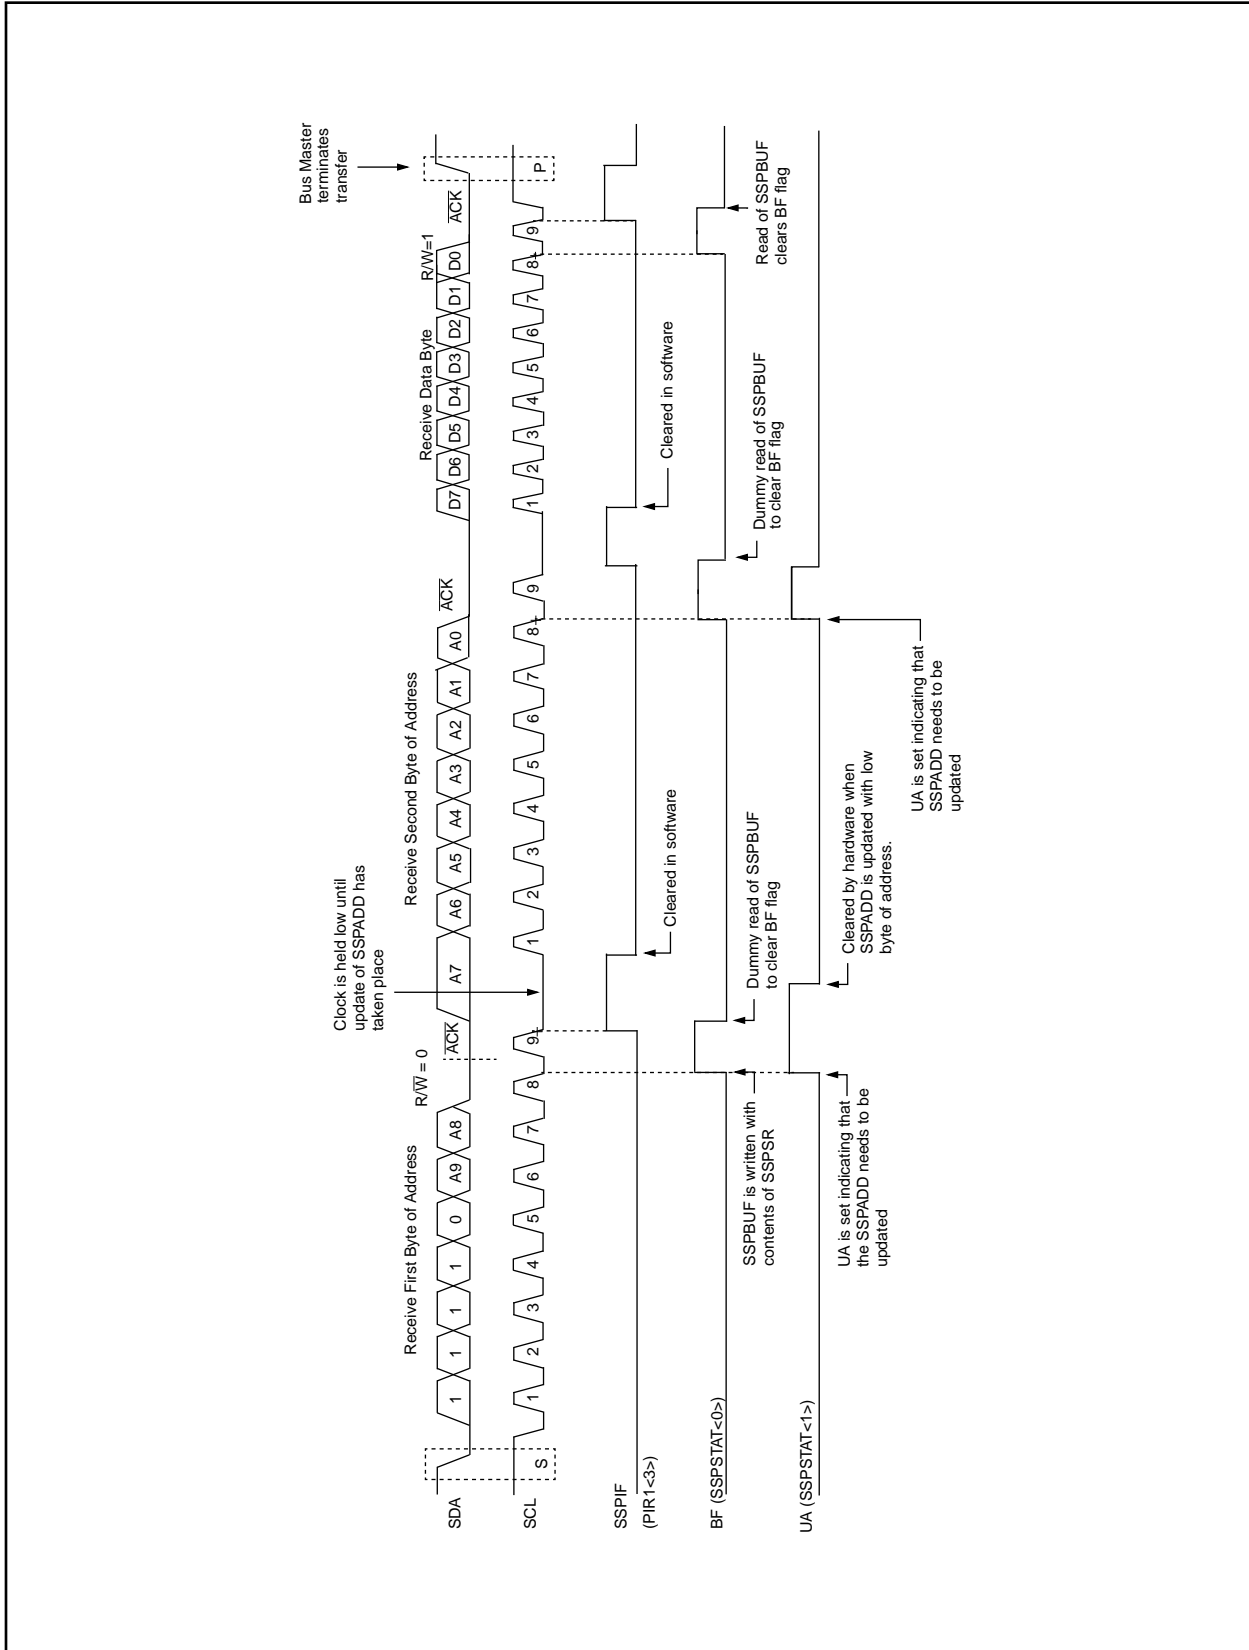 Bus Master
terminates
transfer
Clock is held low until
update of SSPADD has
taken place
Receive First Byte of Address
R/W̅ = 0
Receive Second Byte of Address
Receive Data Byte
R/W=1
SDA
1 1 1 1 0 A9 A8
A̅C̅K̅
A7 A6 A5 A4 A3 A2 A1 A0
A̅C̅K̅
D7 D6 D5 D4 D3 D2 D1 D0
A̅C̅K̅
SCL
S
1 2 3 4 5 6 7 8 9
1 2 3 4 5 6 7 8 9
1 2 3 4 5 6 7 8 9
P
SSPIF
(PIR1<3>)
Cleared in software
Cleared in software
BF (SSPSTAT<0>)
SSPBUF is written with
contents of SSPSR
Dummy read of SSPBUF
to clear BF flag
Dummy read of SSPBUF
to clear BF flag
Read of SSPBUF
clears BF flag
UA (SSPSTAT<1>)
UA is set indicating that
the SSPADD needs to be
updated
Cleared by hardware when
SSPADD is updated with low
byte of address.
UA is set indicating that
SSPADD needs to be
updated